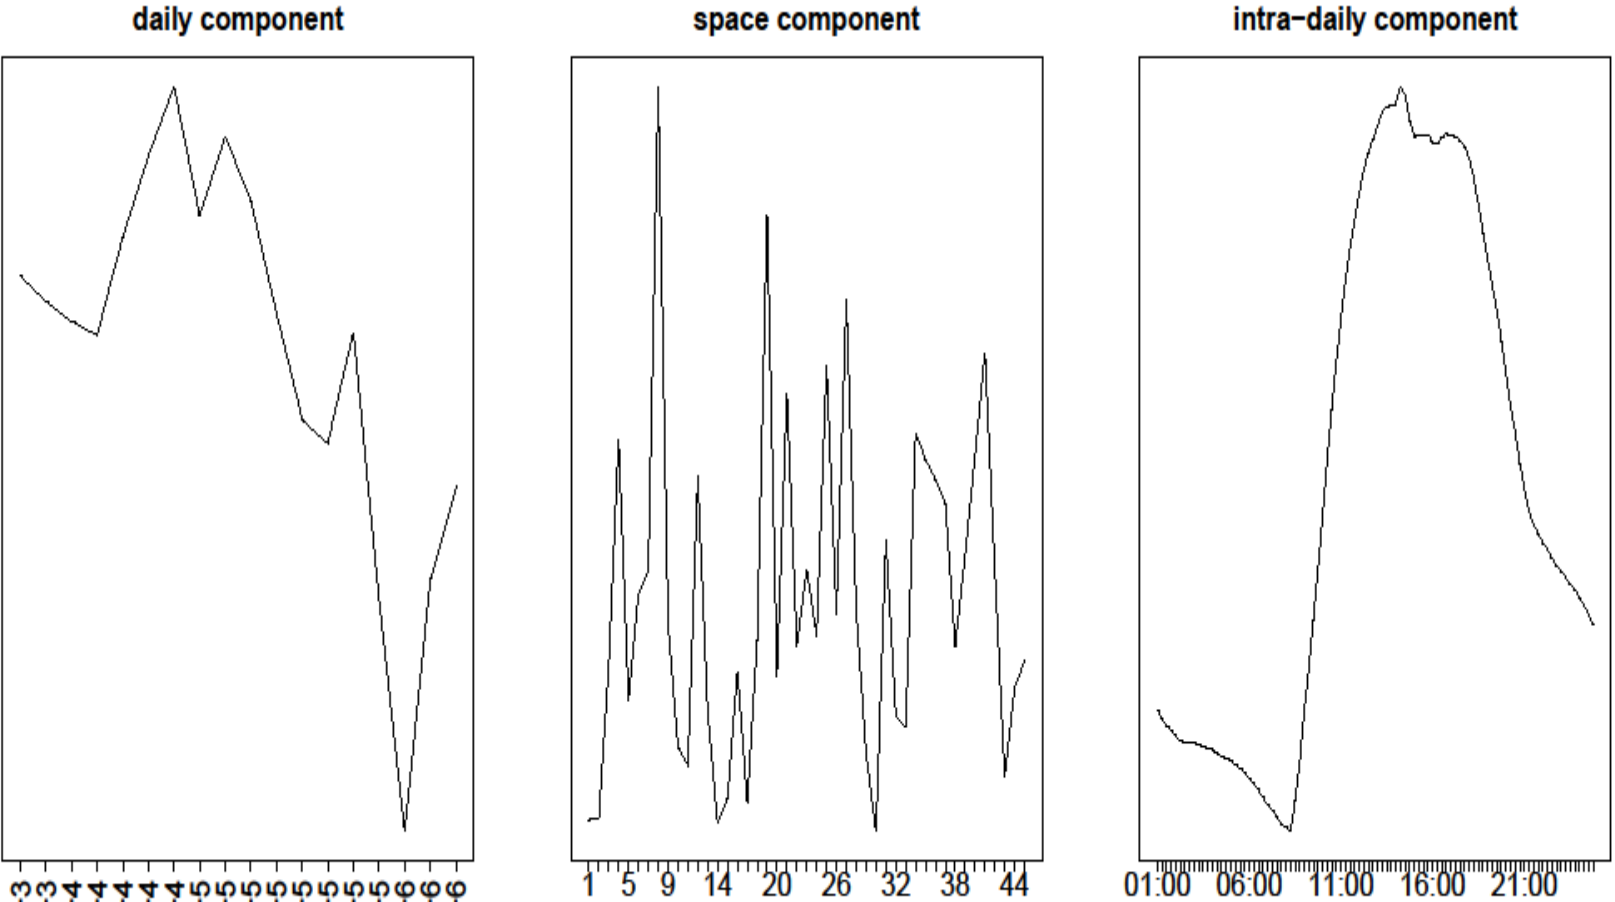 daily component
space component
intra−daily component
1 5 9 14 20 26 32 38 44
01:00 06:00 11:00 16:00 21:00